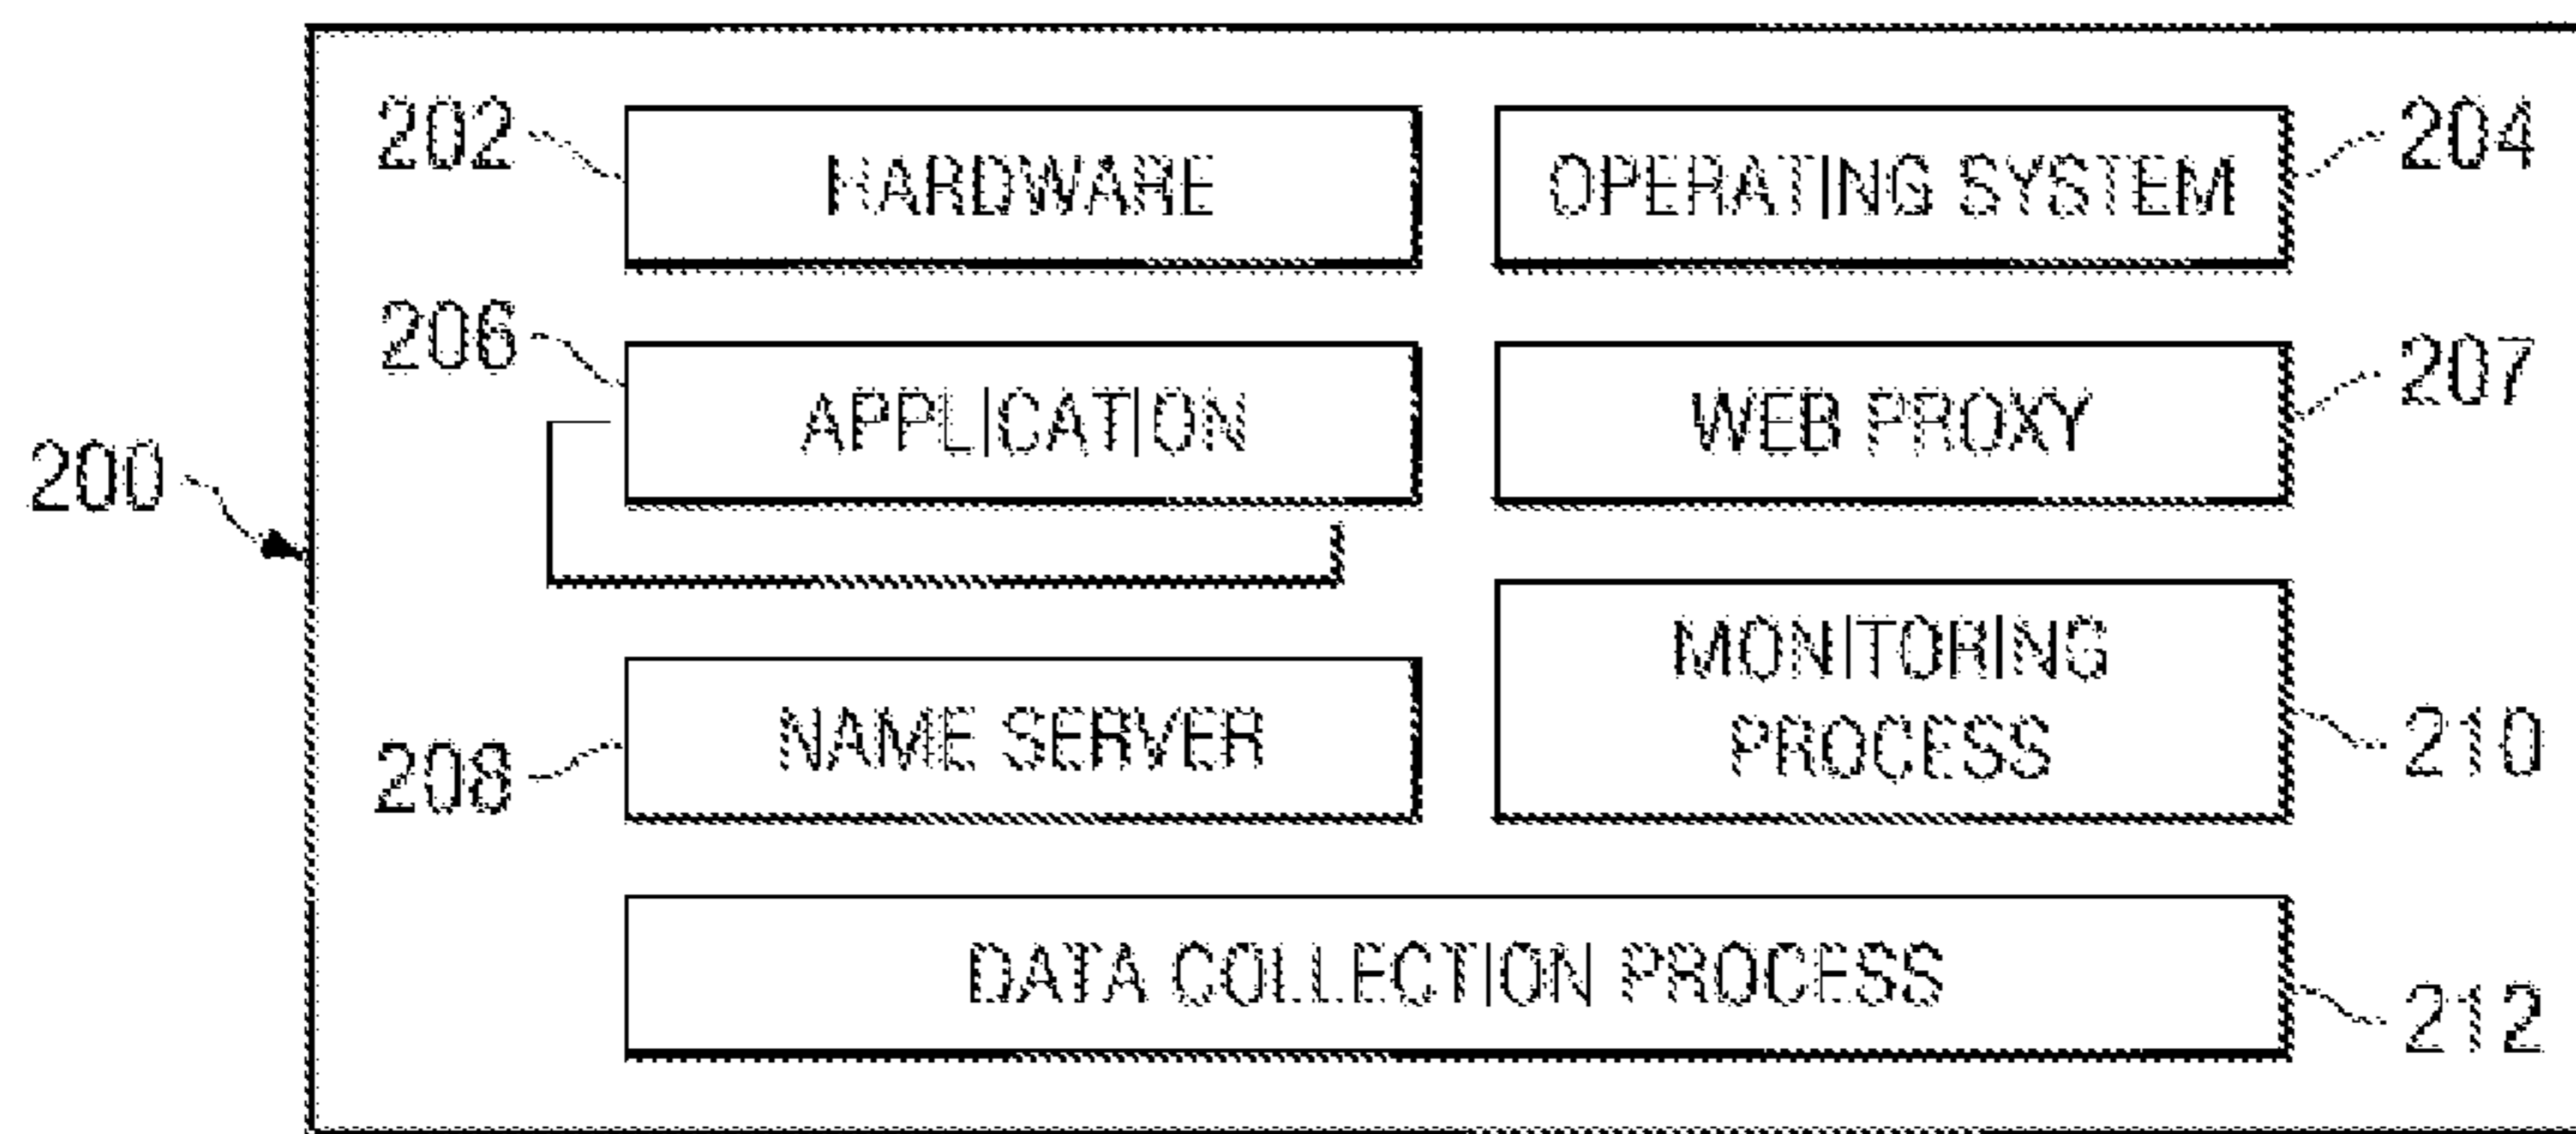 202 HARDWARE OPERATING SYSTEM 204
206 APPLICATION WEB PROXY 207
200
208 NAME SERVER MONITORING
PROCESS 210
DATA COLLECTION PROCESS 212